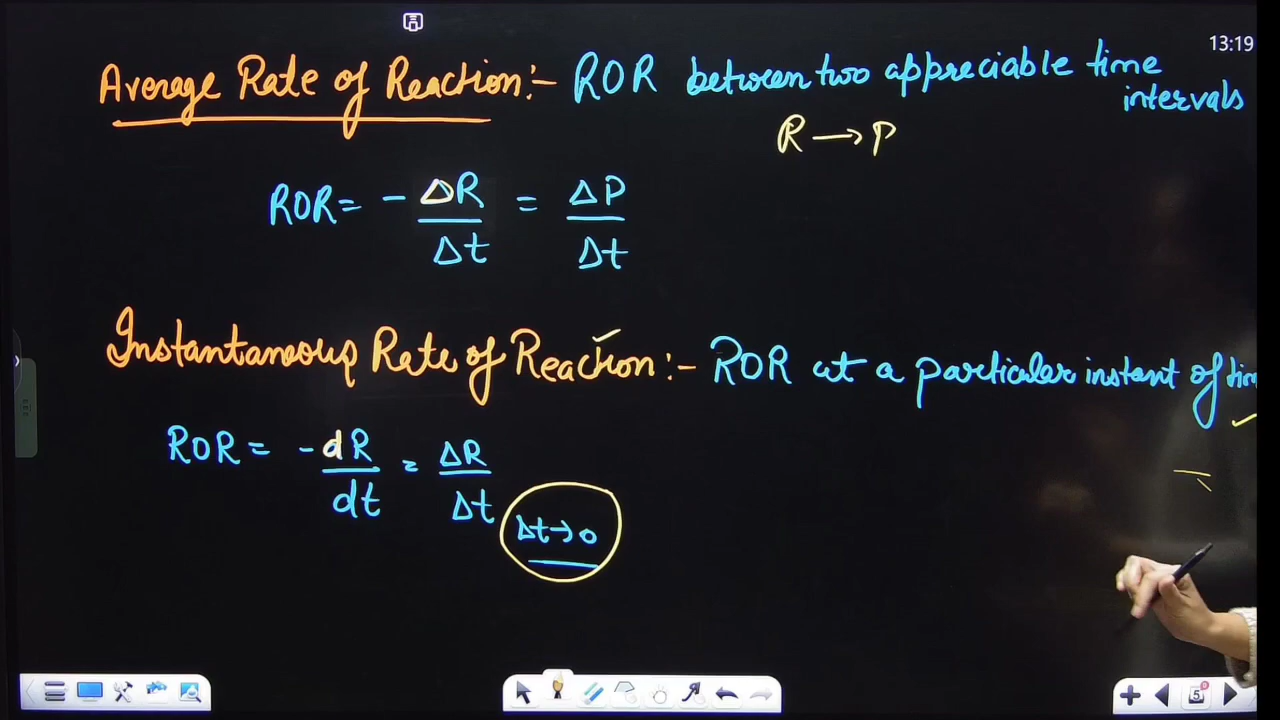 13:19
Average Rate of Reaction:- ROR between two appreciable time
intervals
R → P
ROR = - ΔR/Δt = ΔP/Δt
Instantaneous Rate of Reaction:- ROR at a particular instant of
ROR = - dR/dt = ΔR/Δt Δt→0
5